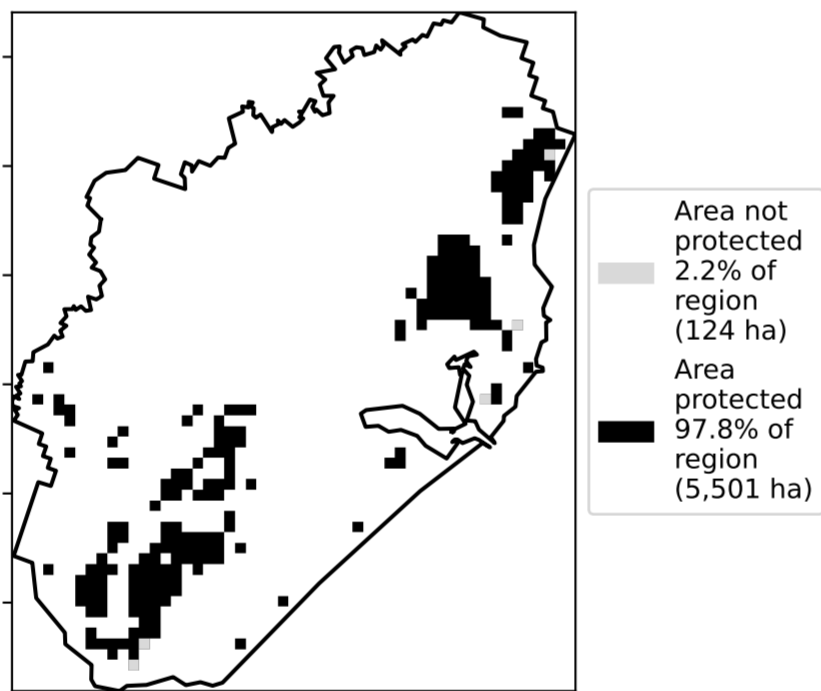 Area not
protected
2.2% of
region
(124 ha)
Area
protected
97.8% of
region
(5,501 ha)